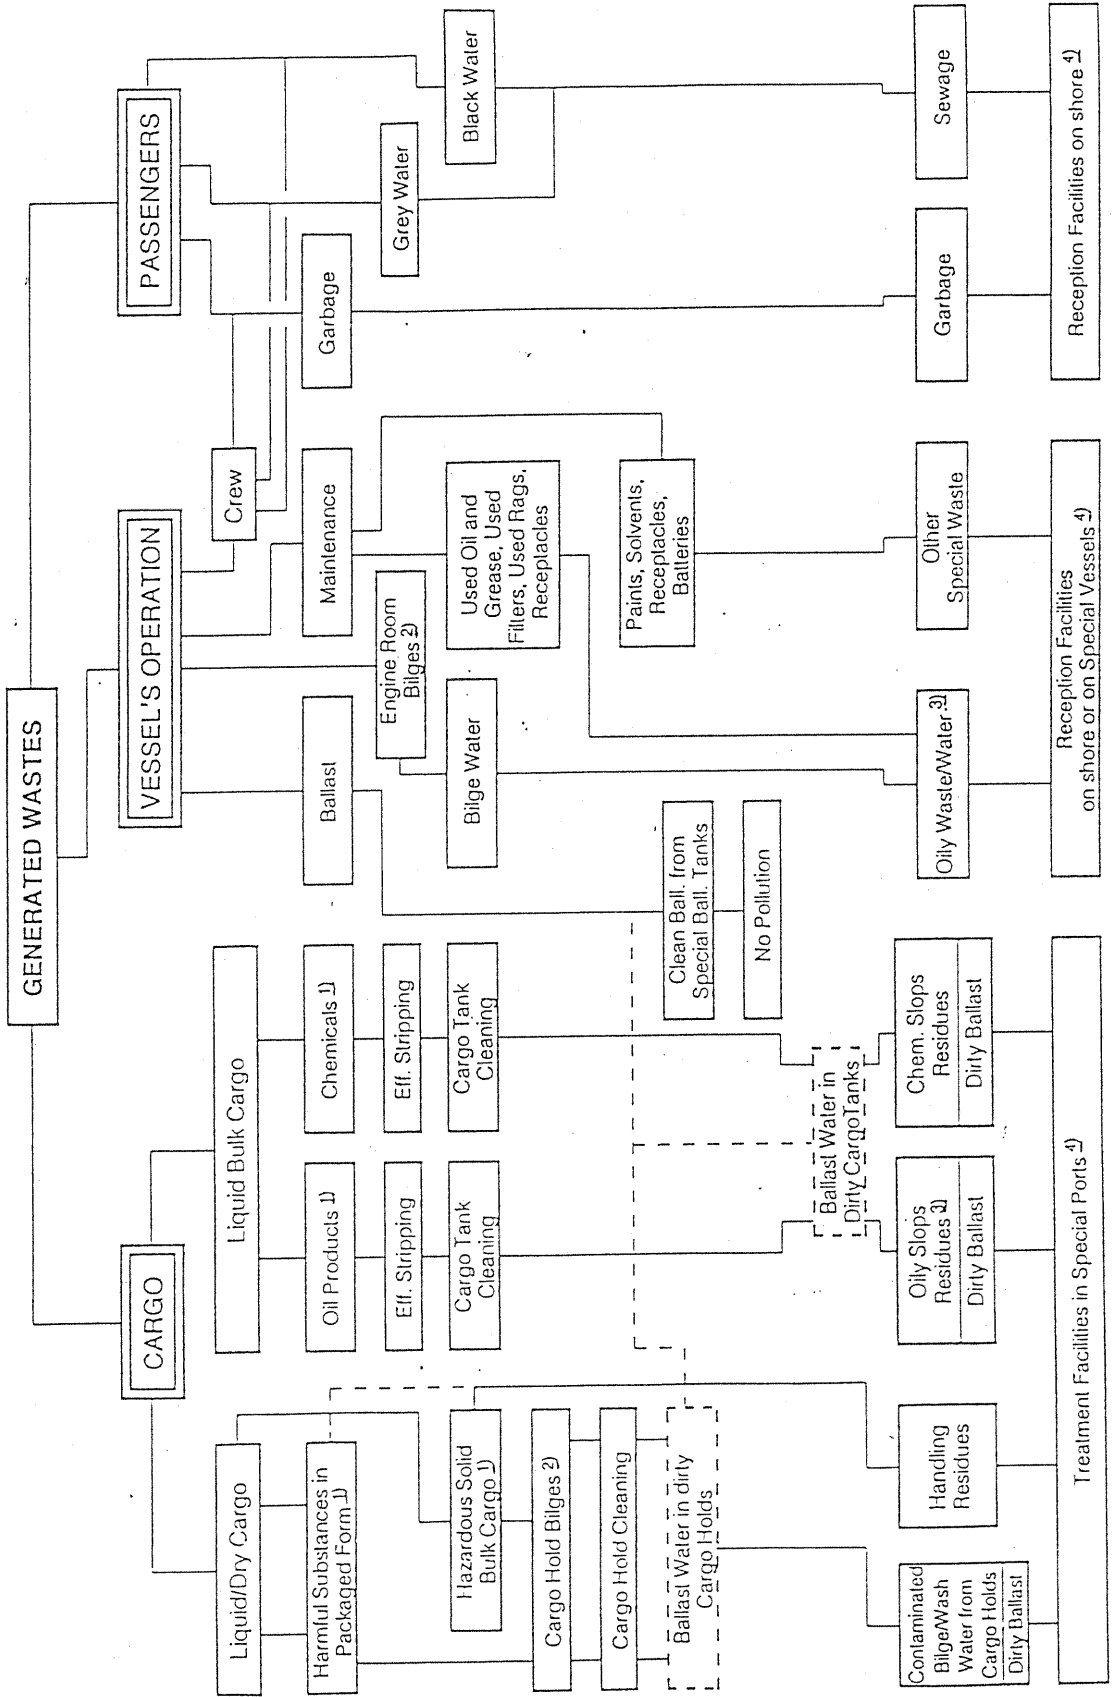 GENERATED WASTES
CARGO
VESSEL'S OPERATION
PASSENGERS
Liquid/Dry Cargo
Liquid Bulk Cargo
Crew
Harmful Substances in
Packaged Form 1)
Oil Products 1)
Chemicals 1)
Ballast
Maintenance
Garbage
Eff. Stripping
Eff. Stripping
Engine Room
Bilges 2)
Grey Water
Hazardous Solid
Bulk Cargo 1)
Cargo Tank
Cleaning
Cargo Tank
Cleaning
Bilge Water
Used Oil and
Grease, Used
Filters, Used Rags,
Receptacles
Black Water
Cargo Hold Bilges 2)
Cargo Hold Cleaning
Paints, Solvents,
Receptacles,
Batteries
Ballast Water in dirty
Cargo Holds
Clean Ball. from
Special Ball. Tanks
No Pollution
Ballast Water in
Dirty CargoTanks
Contaminated
Bilge/Wash
Water from
Cargo Holds
Dirty Ballast
Handling
Residues
Oily Slops
Residues 3)
Dirty Ballast
Chem. Slops
Residues
Dirty Ballast
Oily Waste/Water 3)
Other
Special Waste
Garbage
Sewage
Treatment Facilities in Special Ports 4)
Reception Facilities
on shore or on Special Vessels 4)
Reception Facilities on shore 4)